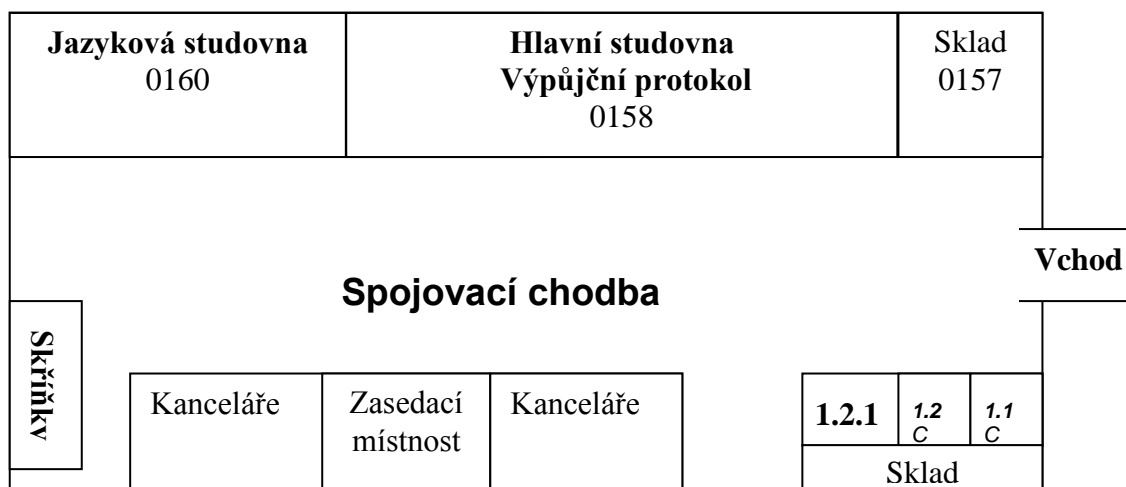 Jazyková studovna
0160
Hlavní studovna
Výpůjční protokol
0158
Sklad
0157
Vchod
Spojovací chodba
Skříňky
Kanceláře
Zasedací
místnost
Kanceláře
1.2.1
1.2
C
1.1
C
Sklad